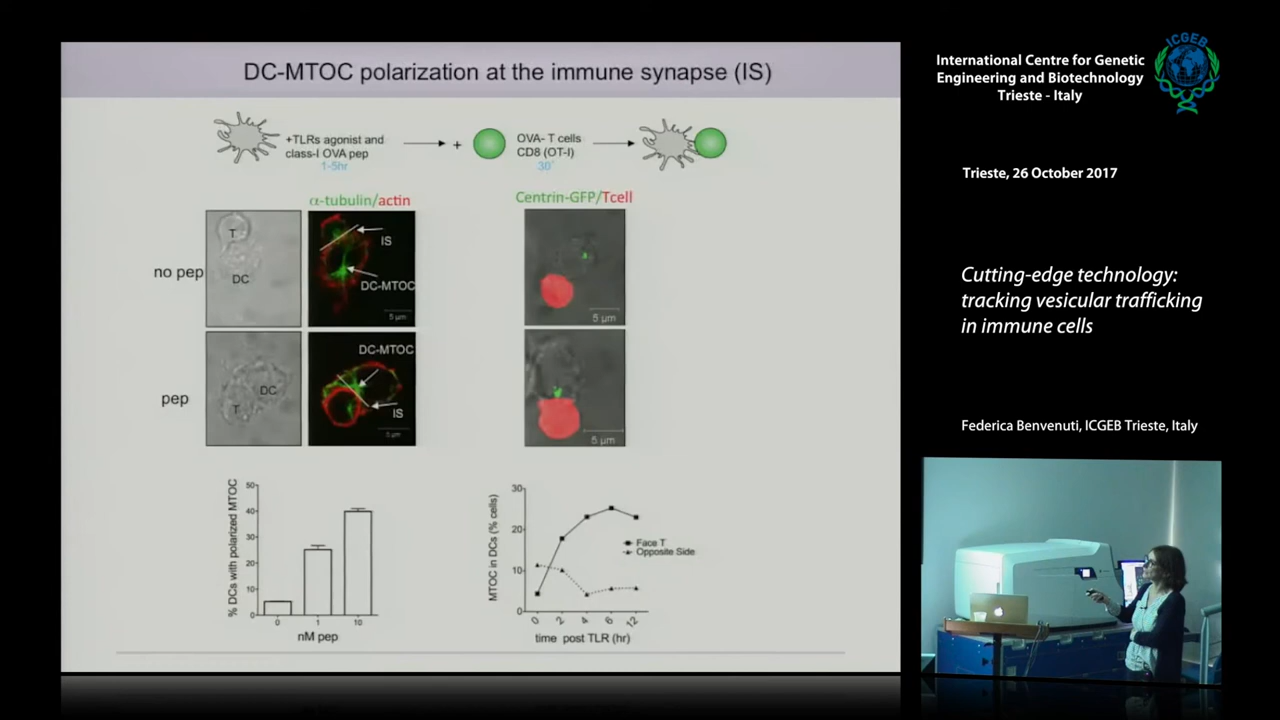 DC-MTOC polarization at the immune synapse (IS)
+TLRs agonist and
class-I OVA pep
1-5hr
+
OVA- T cells
CD8 (OT-I)
30'
α-tubulin/actin
Centrin-GFP/Tcell
no pep
T
DC
IS
DC-MTOC
5 µm
5 µm
pep
DC
T
DC-MTOC
IS
5 µm
5 µm
% DCs with polarized MTOC
50
40
30
20
10
0
0
1
10
nM pep
MTOC in DCs (% cells)
30
20
10
0
Face T
Opposite Side
0
2
4
6
12
time post TLR (hr)
International Centre for Genetic
Engineering and Biotechnology
Trieste - Italy
ICGEB
Trieste, 26 October 2017
Cutting-edge technology:
tracking vesicular trafficking
in immune cells
Federica Benvenuti, ICGEB Trieste, Italy